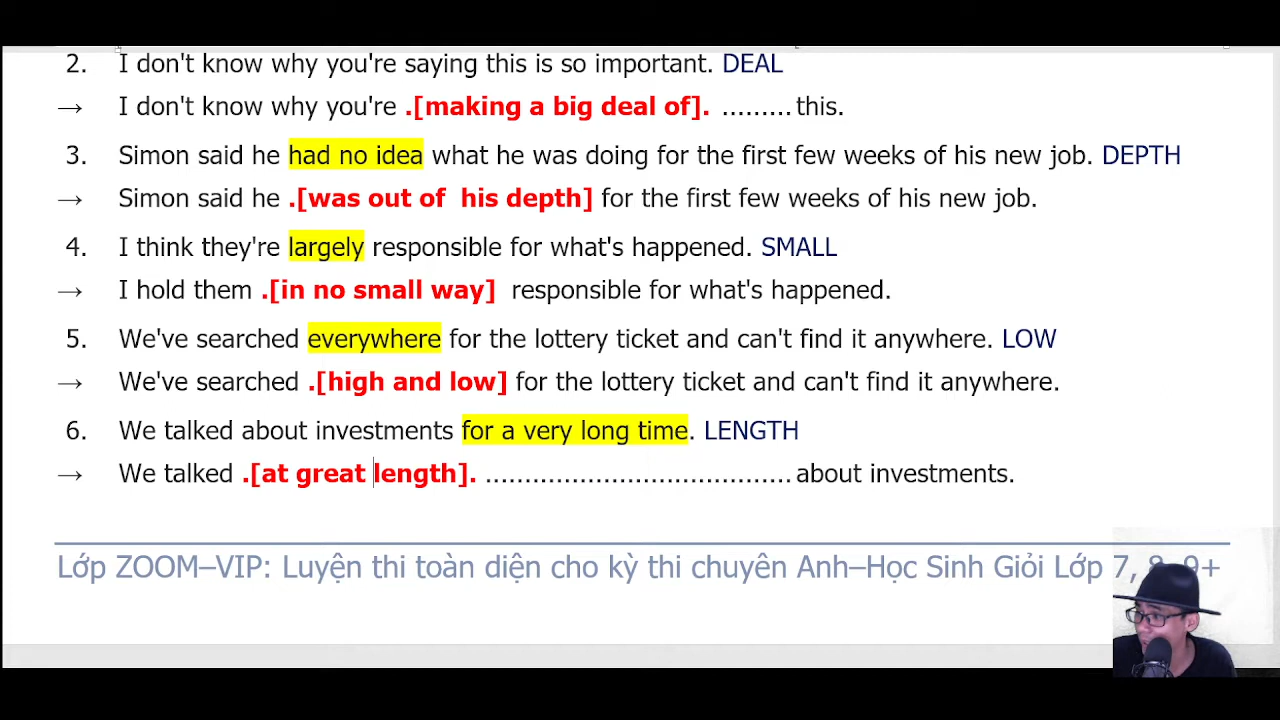 2. I don't know why you're saying this is so important. DEAL
→ I don't know why you're .[making a big deal of]. ......... this.
3. Simon said he had no idea what he was doing for the first few weeks of his new job. DEPTH
→ Simon said he .[was out of his depth] for the first few weeks of his new job.
4. I think they're largely responsible for what's happened. SMALL
→ I hold them .[in no small way] responsible for what's happened.
5. We've searched everywhere for the lottery ticket and can't find it anywhere. LOW
→ We've searched .[high and low] for the lottery ticket and can't find it anywhere.
6. We talked about investments for a very long time. LENGTH
→ We talked .[at great length]. ....................................... about investments.
Lớp ZOOM–VIP: Luyện thi toàn diện cho kỳ thi chuyên Anh–Học Sinh Giỏi Lớp 7, 8, 9+